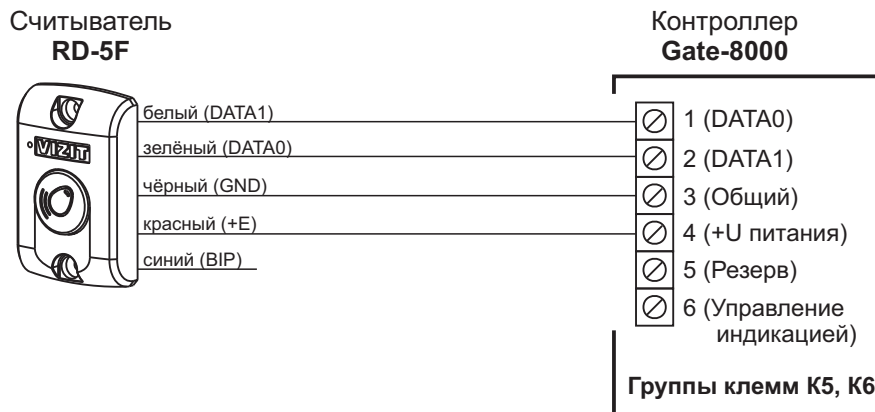 Считыватель
RD-5F
Контроллер
Gate-8000
VIZIT
белый (DATA1)
зелёный (DATA0)
чёрный (GND)
красный (+E)
синий (BIP)
1 (DATA0)
2 (DATA1)
3 (Общий)
4 (+U питания)
5 (Резерв)
6 (Управление
индикацией)
Группы клемм К5, К6